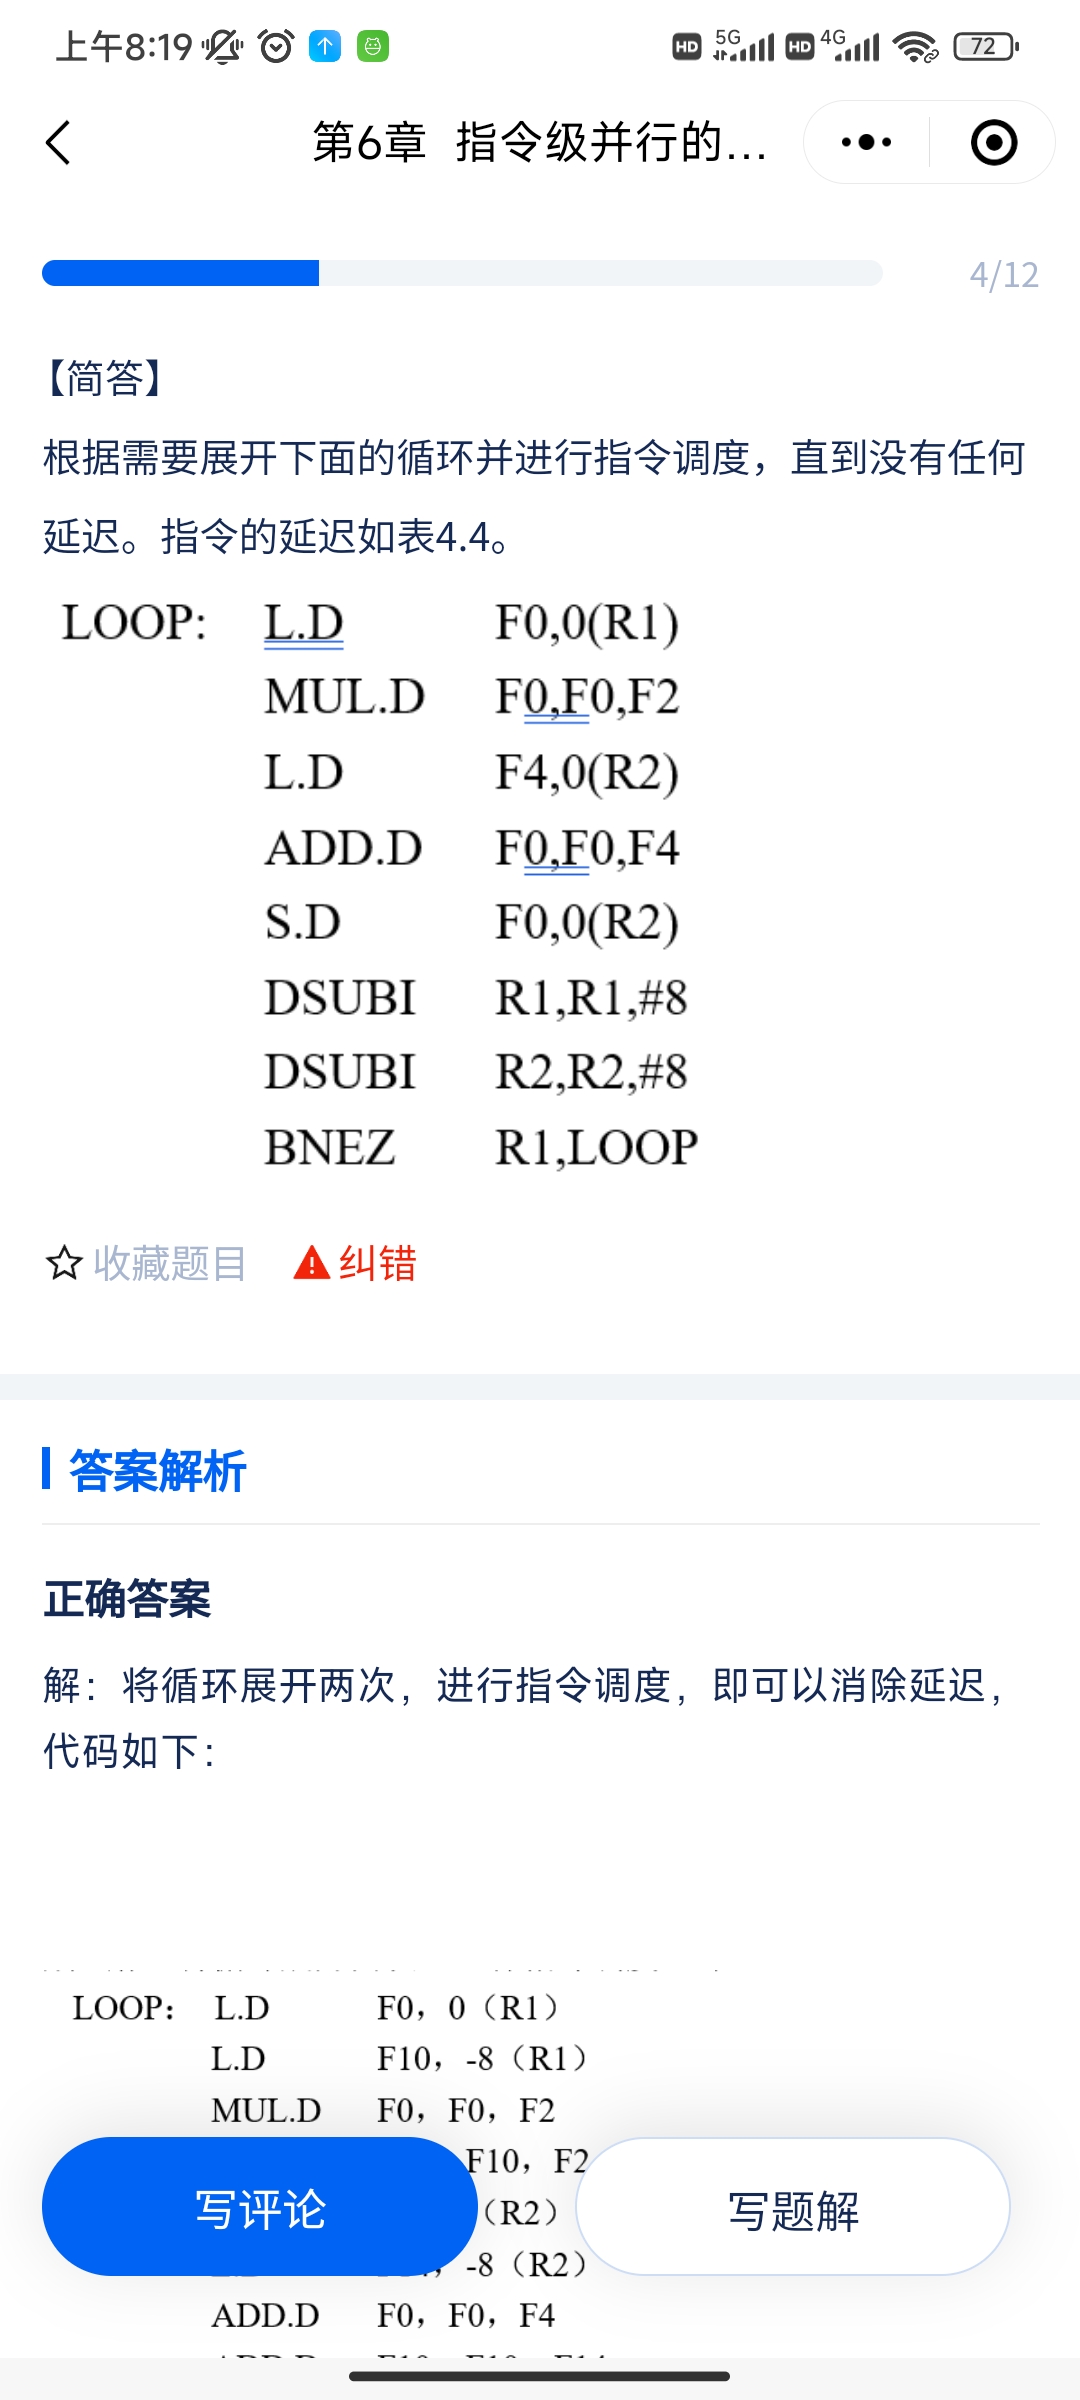 上午8:19 HD 5G HD 4G 72
第6章 指令级并行的...
4/12
【简答】
根据需要展开下面的循环并进行指令调度，直到没有任何
延迟。指令的延迟如表4.4。
LOOP: L.D F0,0(R1)
MUL.D F0,F0,F2
L.D F4,0(R2)
ADD.D F0,F0,F4
S.D F0,0(R2)
DSUBI R1,R1,#8
DSUBI R2,R2,#8
BNEZ R1,LOOP
收藏题目 纠错
答案解析
正确答案
解：将循环展开两次，进行指令调度，即可以消除延迟，
代码如下：
LOOP： L.D F0，0（R1）
L.D F10，-8（R1）
MUL.D F0，F0，F2
F10，F2
（R2）
-8（R2）
ADD.D F0，F0，F4
写评论 写题解